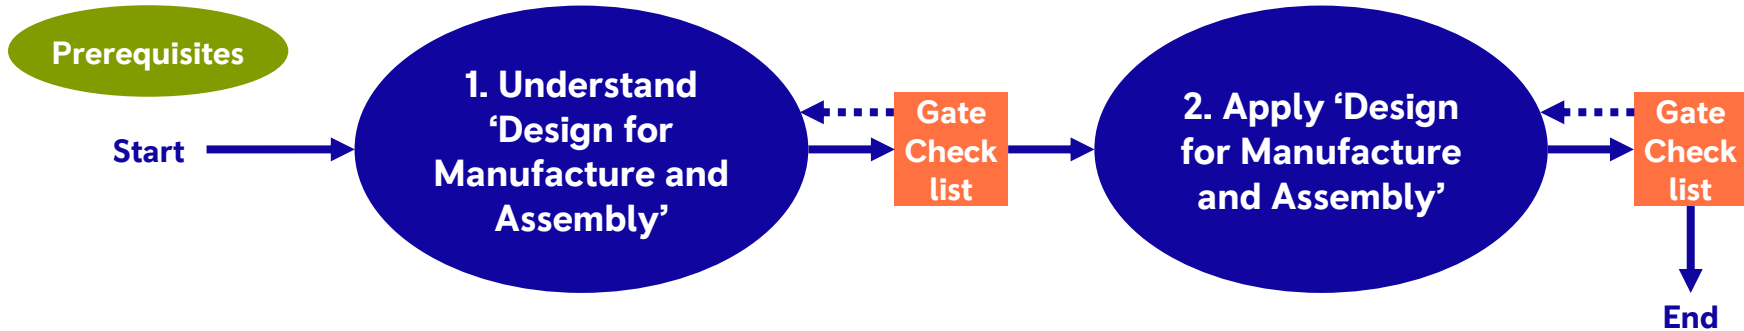 Prerequisites
Start
1. Understand
‘Design for
Manufacture and
Assembly’
Gate
Check
list
2. Apply ‘Design
for Manufacture
and Assembly’
Gate
Check
list
End